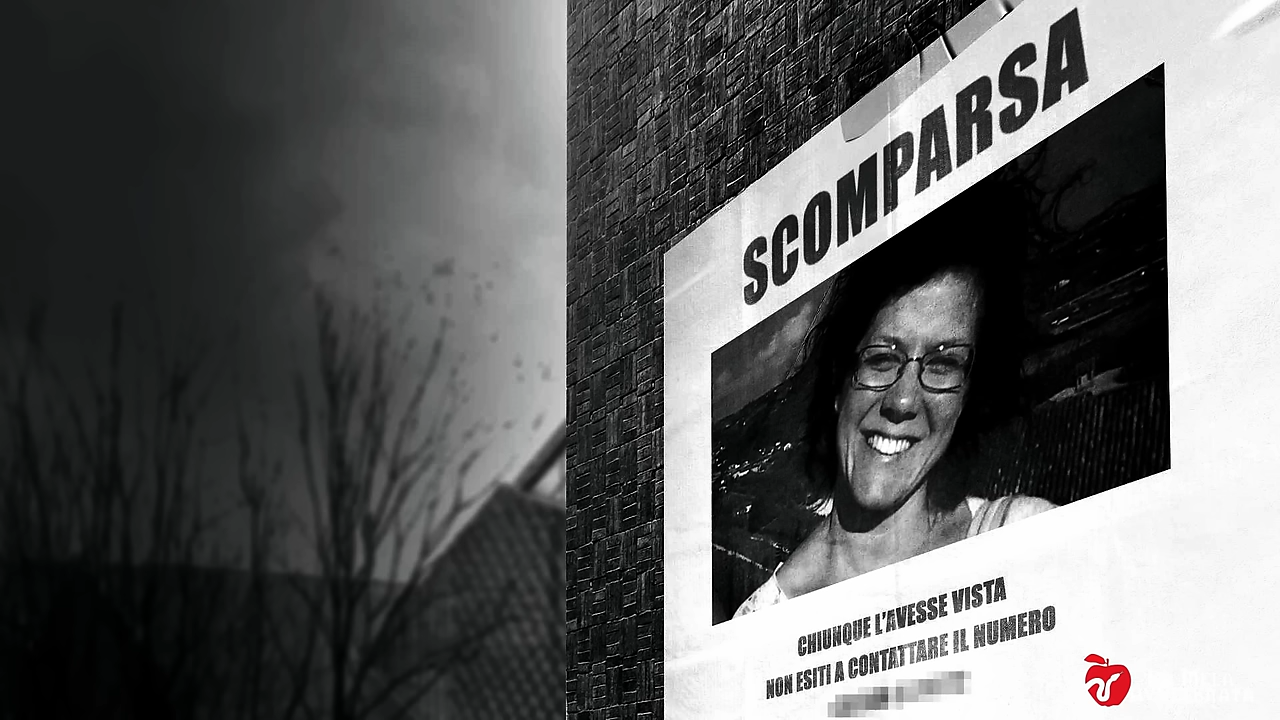 SCOMPARSA
CHIUNQUE L'AVESSE VISTA
NON ESITI A CONTATTARE IL NUMERO